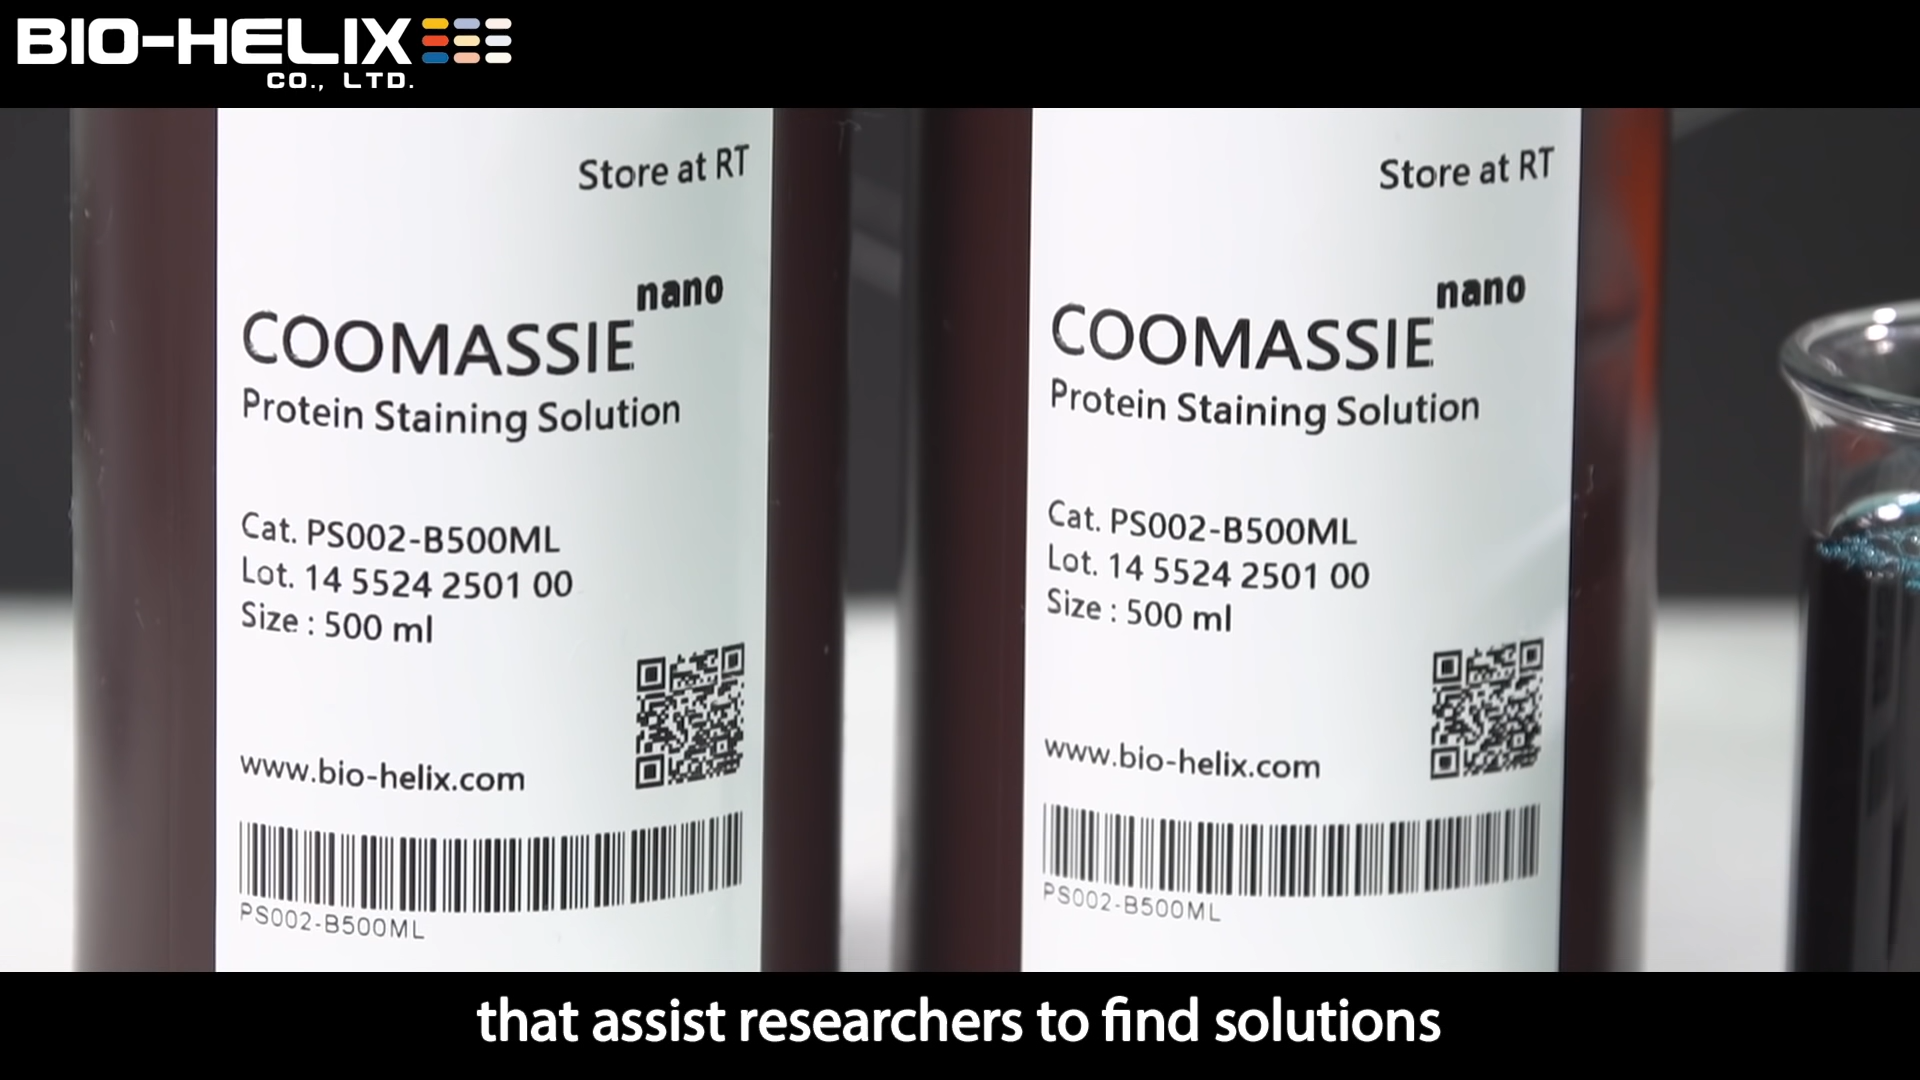 BIO-HELIX
CO., LTD.
Store at RT
COOMASSIE nano
Protein Staining Solution
Cat. PS002-B500ML
Lot. 14 5524 2501 00
Size : 500 ml
www.bio-helix.com
PS002-B500ML
Store at RT
COOMASSIE nano
Protein Staining Solution
Cat. PS002-B500ML
Lot. 14 5524 2501 00
Size : 500 ml
www.bio-helix.com
PS002-B500ML
that assist researchers to find solutions